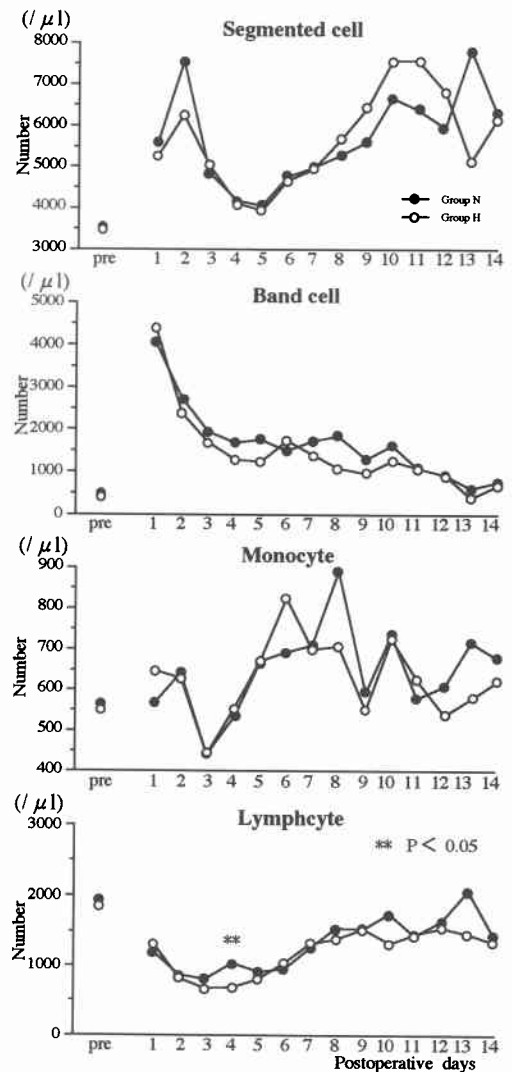 (/ μl)
Segmented cell
8000
7000
6000
5000
4000
3000
Number
Group N
Group H
pre 1 2 3 4 5 6 7 8 9 10 11 12 13 14
(/ μl)
Band cell
5000
4000
3000
2000
1000
0
Number
pre 1 2 3 4 5 6 7 8 9 10 11 12 13 14
(/ μl)
Monocyte
900
800
700
600
500
400
Number
pre 1 2 3 4 5 6 7 8 9 10 11 12 13 14
(/ μl)
Lymphcyte
3000
2000
1000
0
Number
** P < 0.05
**
pre 1 2 3 4 5 6 7 8 9 10 11 12 13 14
Postoperative days